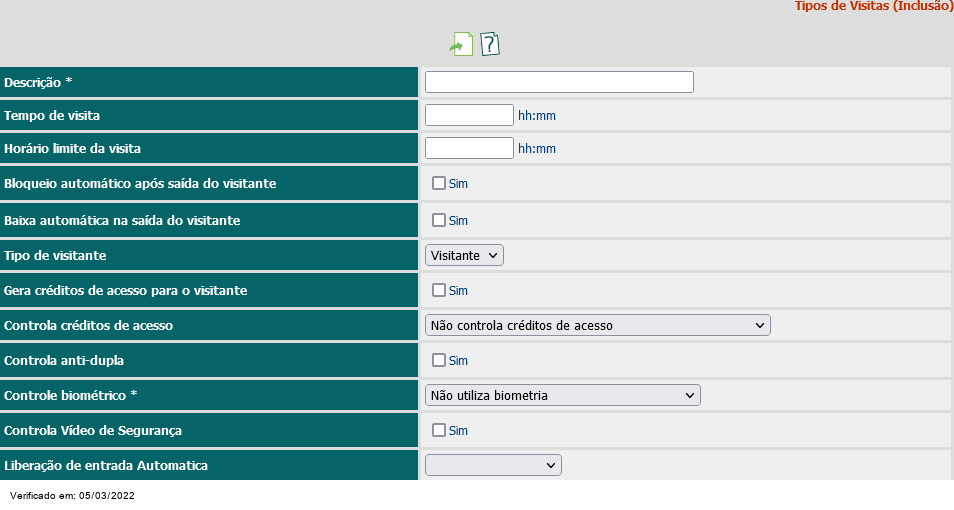 Tipos de Visitas (Inclusão)
?
Descrição *
Tempo de visita hh:mm
Horário limite da visita hh:mm
Bloqueio automático após saída do visitante Sim
Baixa automática na saída do visitante Sim
Tipo de visitante Visitante
Gera créditos de acesso para o visitante Sim
Controla créditos de acesso Não controla créditos de acesso
Controla anti-dupla Sim
Controle biométrico * Não utiliza biometria
Controla Vídeo de Segurança Sim
Liberação de entrada Automatica
Verificado em: 05/03/2022